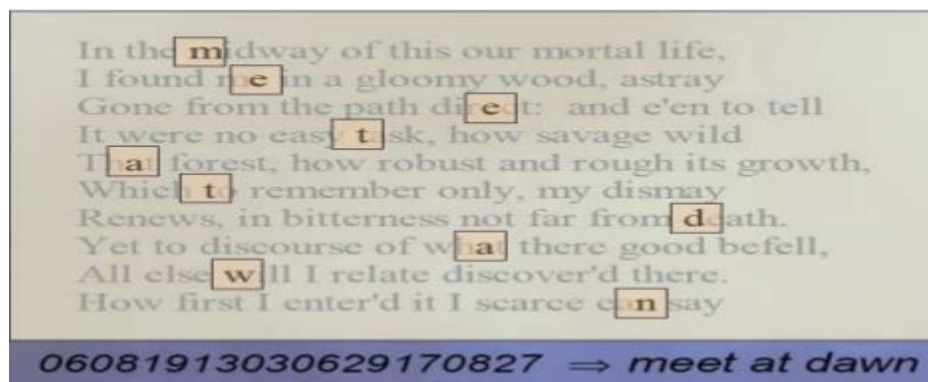 In the midway of this our mortal life,
I found me in a gloomy wood, astray
Gone from the path direct:  and e'en to tell
It were no easy task, how savage wild
That forest, how robust and rough its growth,
Which to remember only, my dismay
Renews, in bitterness not far from death.
Yet to discourse of what there good befell,
All else will I relate discover'd there.
How first I enter'd it I scarce can say
06081913030629170827 ⇒ meet at dawn